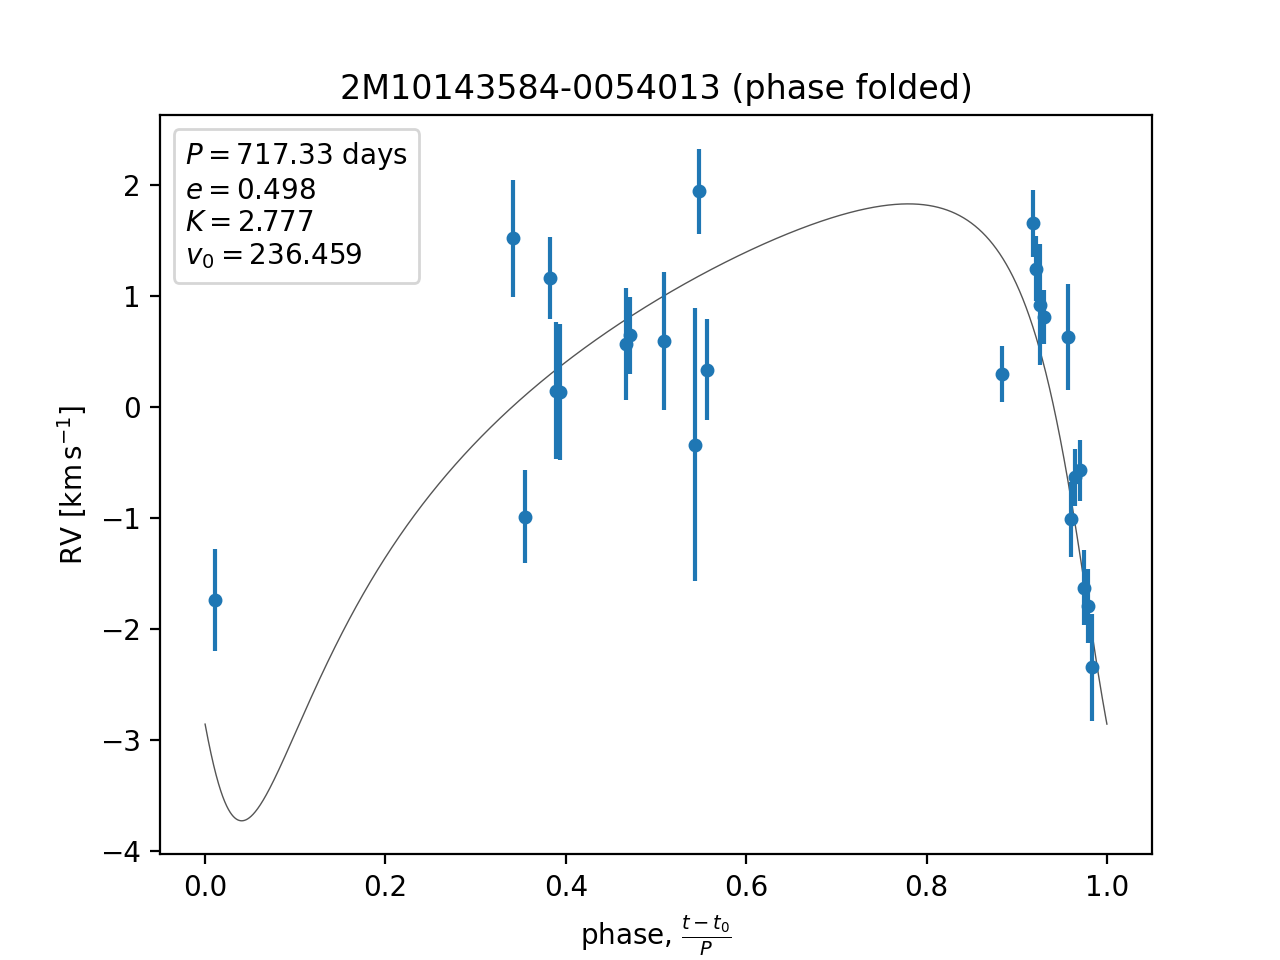 2M10143584-0054013 (phase folded)
P = 717.33 days
e = 0.498
K = 2.777
v₀ = 236.459
2
1
0
−1
−2
−3
−4
RV [km s⁻¹]
0.0 0.2 0.4 0.6 0.8 1.0
phase, (t − t₀)/P